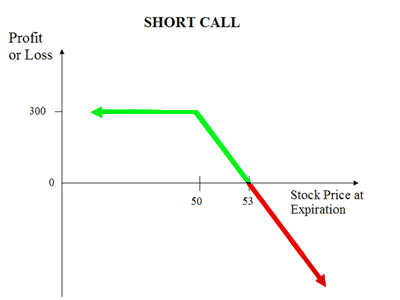 SHORT CALL
Profit
or Loss
300
0
50
53
Stock Price at
Expiration